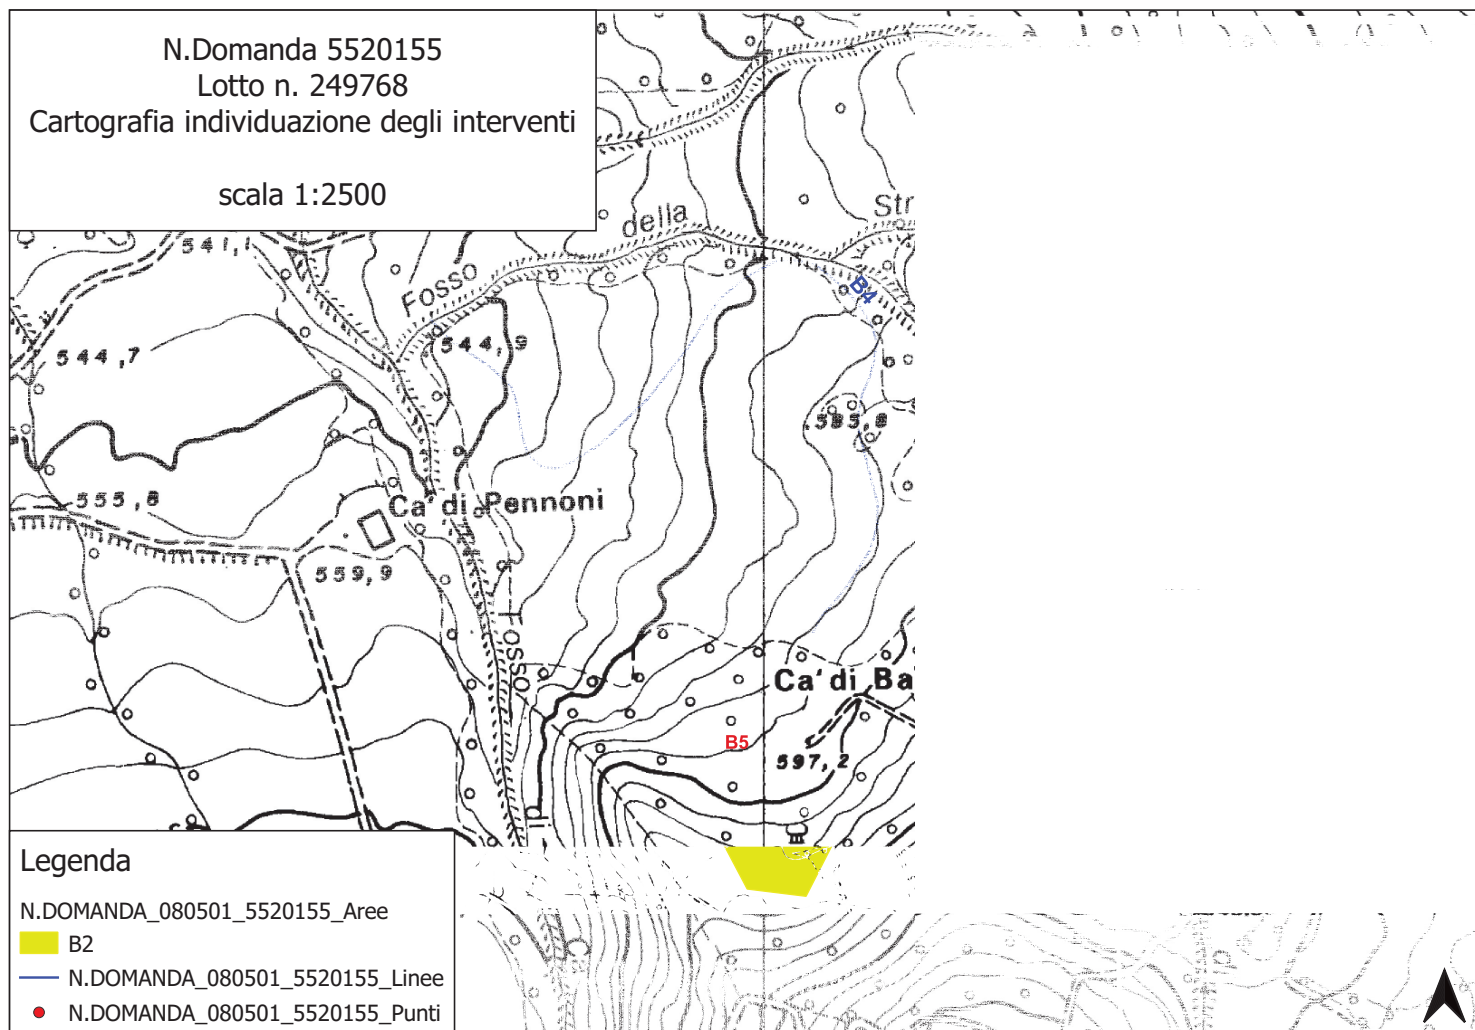 N.Domanda 5520155
Lotto n. 249768
Cartografia individuazione degli interventi
scala 1:2500
541,1
Fosso della Str
B4
544,7
544,9
585,8
555,8
Ca' di Pennoni
559,9
Fosso
di
Ca' di Ba
B5
597,2
Legenda
N.DOMANDA_080501_5520155_Aree
B2
N.DOMANDA_080501_5520155_Linee
N.DOMANDA_080501_5520155_Punti